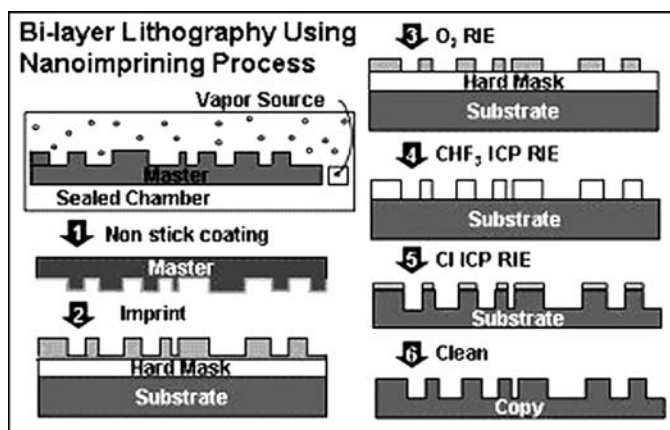 Bi-layer Lithography Using
Nanoimprining Process
Vapor Source
Master
Sealed Chamber
1 Non stick coating
Master
2 Imprint
Hard Mask
Substrate
3 O₂ RIE
Hard Mask
Substrate
4 CHF₃ ICP RIE
Substrate
5 Cl ICP RIE
Substrate
6 Clean
Copy